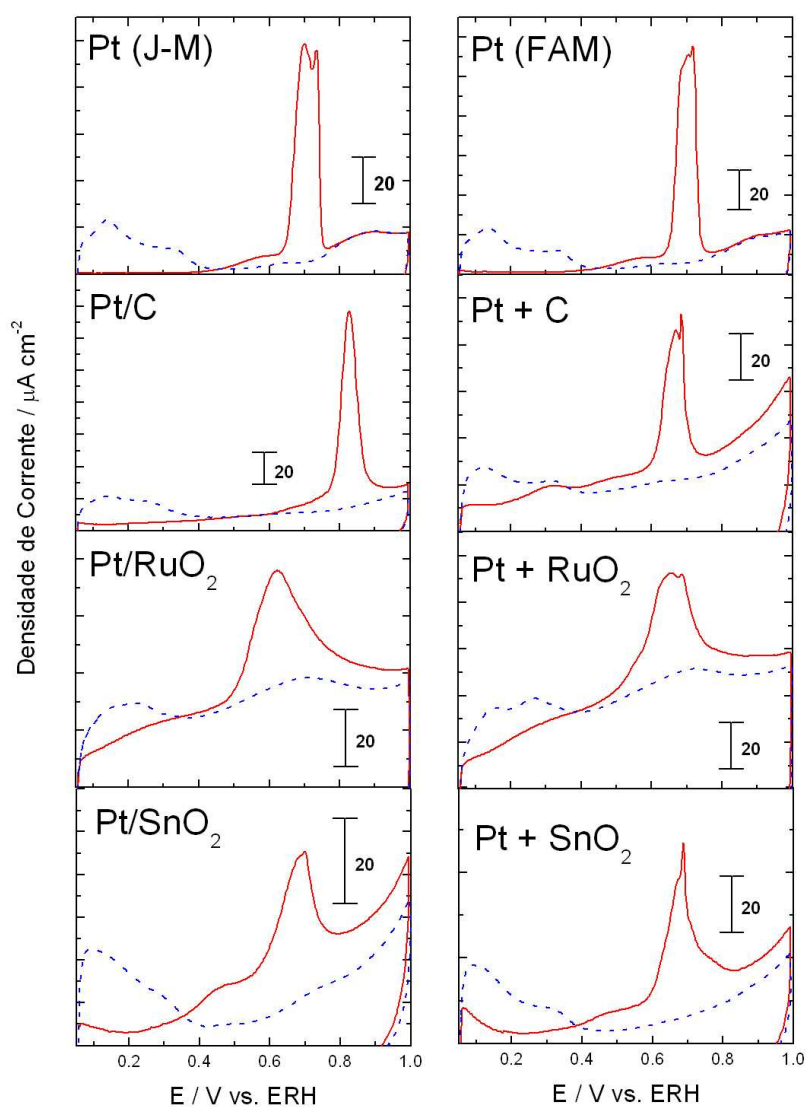 Pt (J-M)
20
Pt (FAM)
20
Pt/C
20
Pt + C
20
Pt/RuO₂
20
Pt + RuO₂
20
Pt/SnO₂
20
Pt + SnO₂
20
Densidade de Corrente / μA cm⁻²
0.2 0.4 0.6 0.8 1.0
0.2 0.4 0.6 0.8 1.0
E / V vs. ERH
E / V vs. ERH